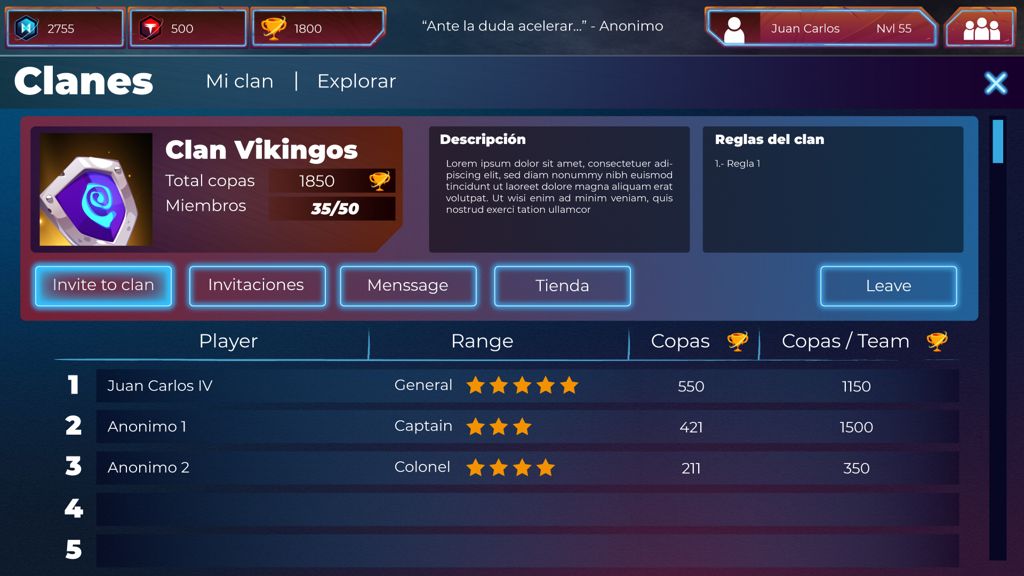 2755
500
1800
“Ante la duda acelerar...” - Anonimo
Juan Carlos Nvl 55
Clanes Mi clan | Explorar
Clan Vikingos
Total copas 1850
Miembros 35/50
Descripción
Lorem ipsum dolor sit amet, consectetuer adi-
piscing elit, sed diam nonummy nibh euismod
tincidunt ut laoreet dolore magna aliquam erat
volutpat. Ut wisi enim ad minim veniam, quis
nostrud exerci tation ullamcor
Reglas del clan
1.- Regla 1
Invite to clan Invitaciones Menssage Tienda Leave
Player Range Copas Copas / Team
1 Juan Carlos IV General 550 1150
2 Anonimo 1 Captain 421 1500
3 Anonimo 2 Colonel 211 350
4
5